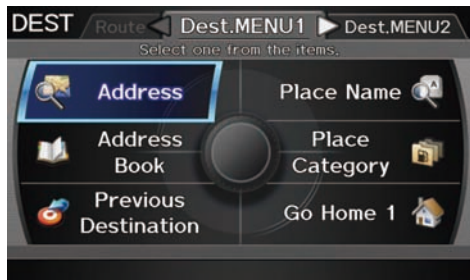 DEST
Route
Dest.MENU1
Dest.MENU2
Select one from the items.
Address
Place Name
Address
Book
Place
Category
Previous
Destination
Go Home 1